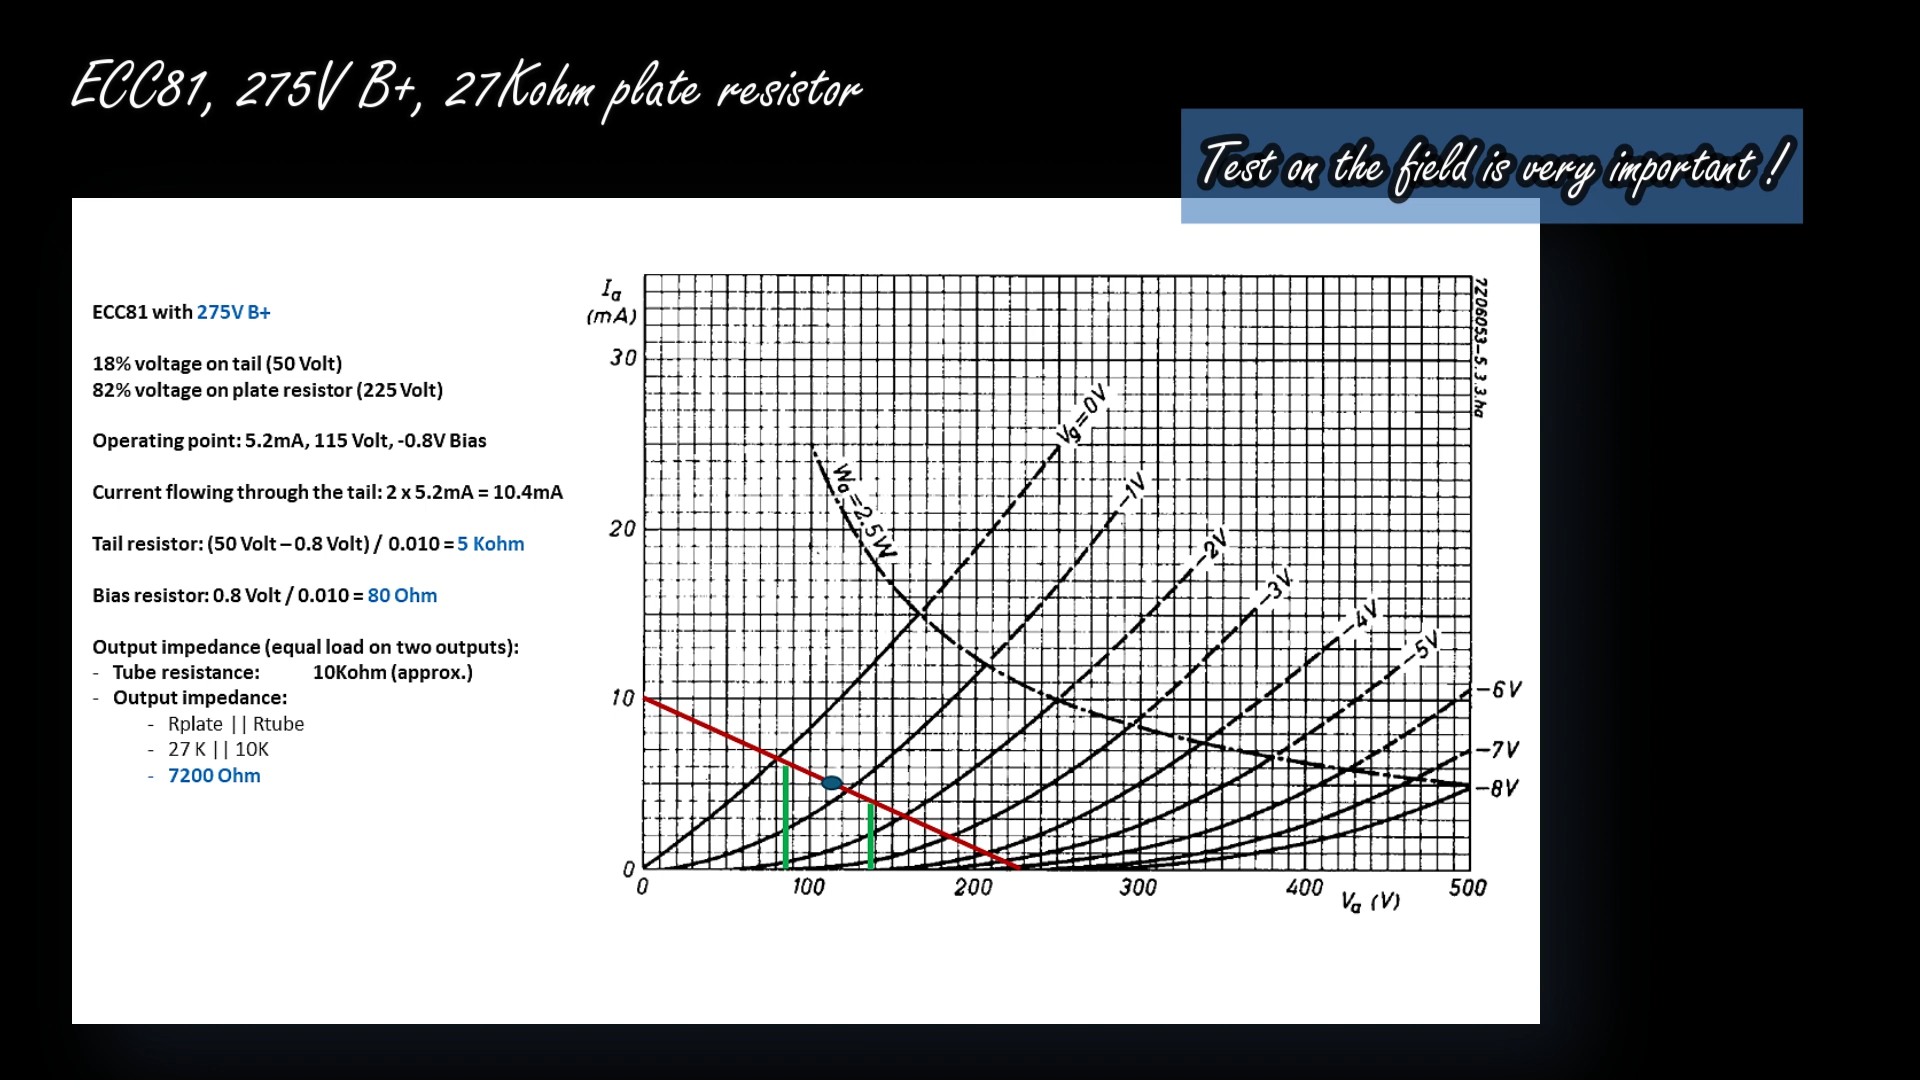 ECC81, 275V B+, 27Kohm plate resistor
Test on the field is very important !
ECC81 with 275V B+
18% voltage on tail (50 Volt)
82% voltage on plate resistor (225 Volt)
Operating point: 5.2mA, 115 Volt, -0.8V Bias
Current flowing through the tail: 2 x 5.2mA = 10.4mA
Tail resistor: (50 Volt – 0.8 Volt) / 0.010 = 5 Kohm
Bias resistor: 0.8 Volt / 0.010 = 80 Ohm
Output impedance (equal load on two outputs):
- Tube resistance: 10Kohm (approx.)
- Output impedance:
- Rplate || Rtube
- 27 K || 10K
- 7200 Ohm
Ia
(mA)
30
20
10
0
0 100 200 300 400 500
Va (V)
Wa=2.5W
Vg=0V
-1V
-2V
-3V
-4V
-5V
-6V
-7V
-8V
7206053-5.3.3.ha